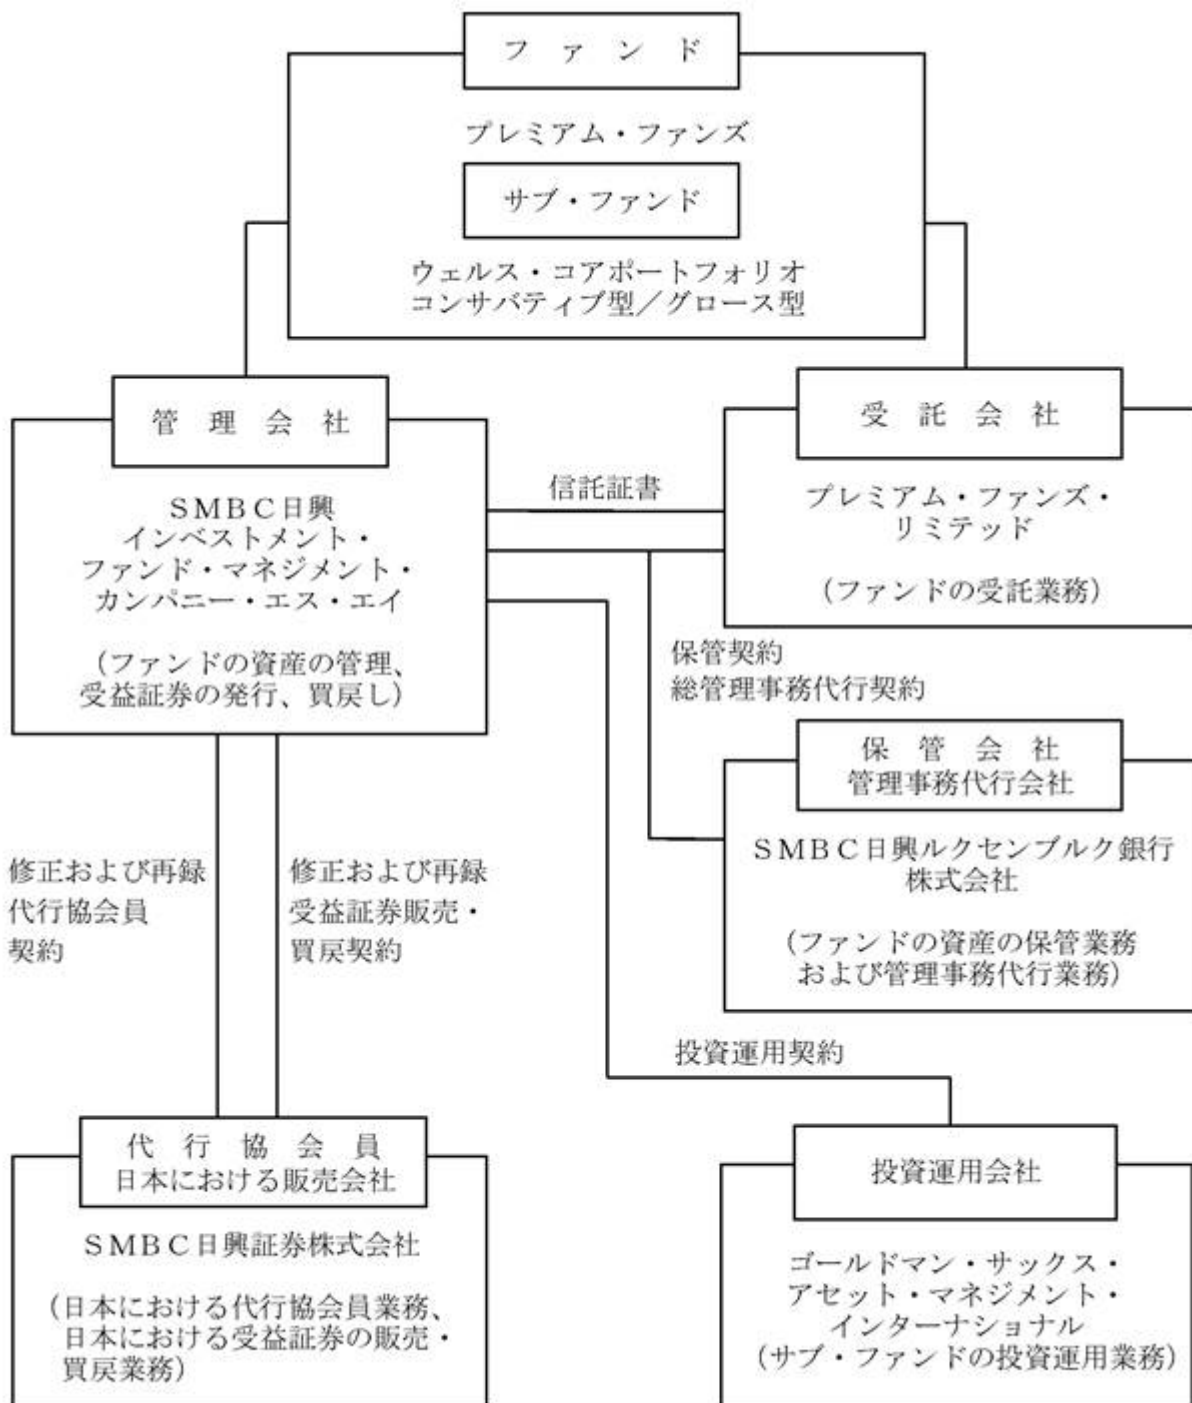 ファンド
プレミアム・ファンズ
サブ・ファンド
ウェルス・コアポートフォリオ
コンサバティブ型／グロース型
管理会社
ＳＭＢＣ日興
インベストメント・
ファンド・マネジメント・
カンパニー・エス・エイ
（ファンドの資産の管理、
受益証券の発行、買戻し）
信託証書
受託会社
プレミアム・ファンズ・
リミテッド
（ファンドの受託業務）
保管契約
総管理事務代行契約
保管会社
管理事務代行会社
ＳＭＢＣ日興ルクセンブルク銀行
株式会社
（ファンドの資産の保管業務
および管理事務代行業務）
修正および再録
代行協会員
契約
修正および再録
受益証券販売・
買戻契約
投資運用契約
代行協会員
日本における販売会社
ＳＭＢＣ日興証券株式会社
（日本における代行協会員業務、
日本における受益証券の販売・
買戻業務）
投資運用会社
ゴールドマン・サックス・
アセット・マネジメント・
インターナショナル
（サブ・ファンドの投資運用業務）